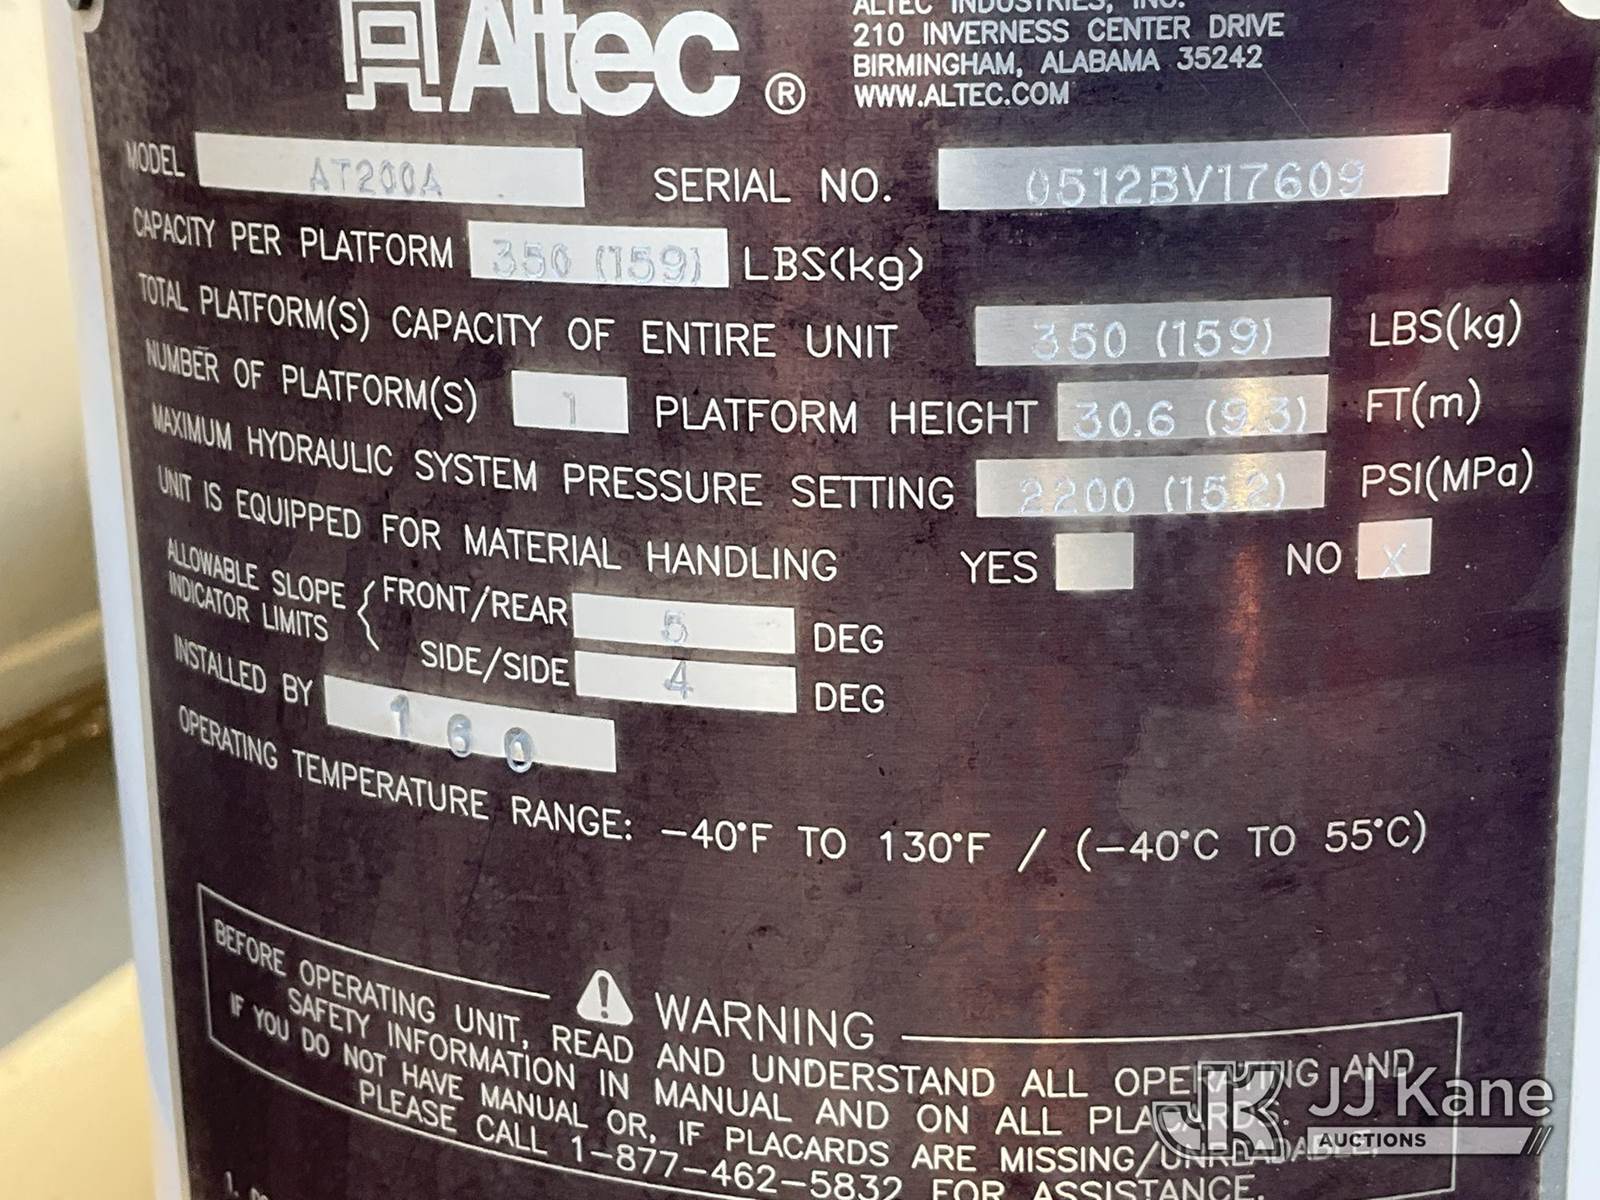 Altec ®
ALTEC INDUSTRIES, INC.
210 INVERNESS CENTER DRIVE
BIRMINGHAM, ALABAMA 35242
WWW.ALTEC.COM
MODEL AT200A SERIAL NO. 0512BV17609
CAPACITY PER PLATFORM 350 (159) LBS(kg)
TOTAL PLATFORM(S) CAPACITY OF ENTIRE UNIT 350 (159) LBS(kg)
NUMBER OF PLATFORM(S) 1 PLATFORM HEIGHT 30.6 (9.3) FT(m)
MAXIMUM HYDRAULIC SYSTEM PRESSURE SETTING 2200 (15.2) PSI(MPa)
UNIT IS EQUIPPED FOR MATERIAL HANDLING YES NO X
ALLOWABLE SLOPE INDICATOR LIMITS { FRONT/REAR 5 DEG
SIDE/SIDE 4 DEG
INSTALLED BY 160
OPERATING TEMPERATURE RANGE: -40°F TO 130°F / (-40°C TO 55°C)
WARNING
BEFORE OPERATING UNIT, READ AND UNDERSTAND ALL OPERATING AND
SAFETY INFORMATION IN MANUAL AND ON ALL PLACARDS.
IF YOU DO NOT HAVE MANUAL OR, IF PLACARDS ARE MISSING/UNREADABLE,
PLEASE CALL 1-877-462-5832 FOR ASSISTANCE.
1.
JJ Kane
AUCTIONS